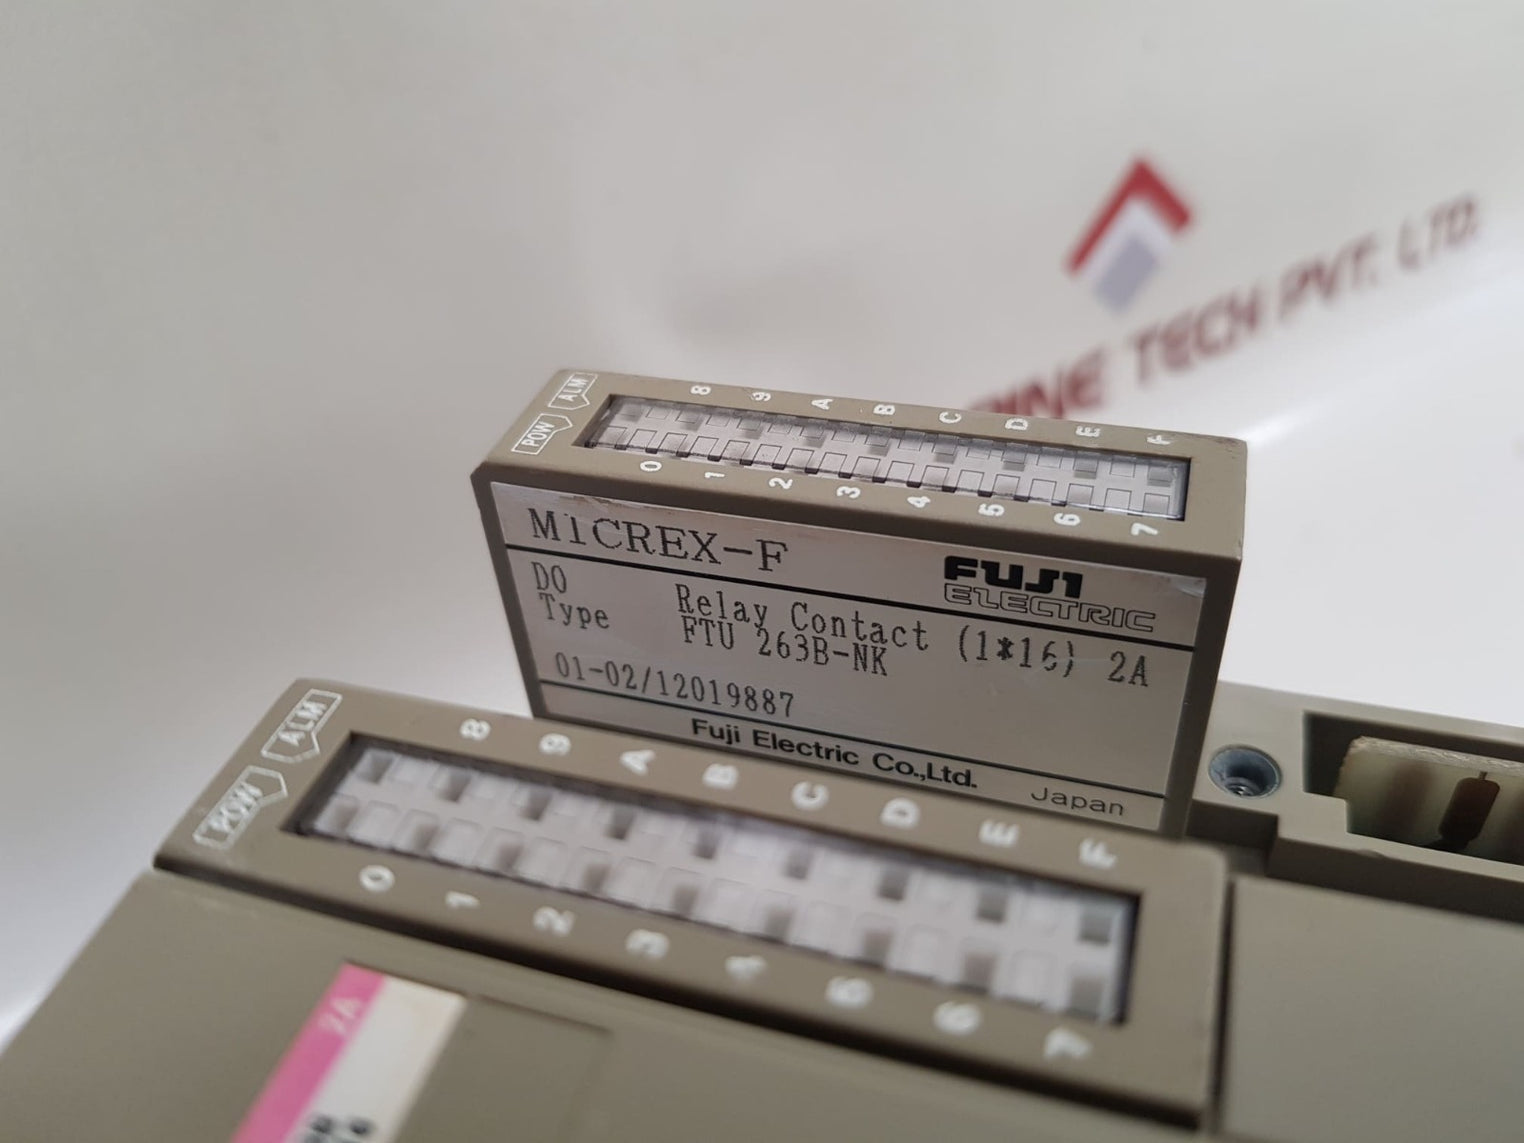 PINE TECH PVT. LTD.
ALM
POW
8 9 A B C D E F
0 1 2 3 4 5 6 7
MICREX-F
FUJI
ELECTRIC
DO Relay Contact (1*16) 2A
Type FTU 263B-NK
01-02/12019887
Fuji Electric Co.,Ltd.
Japan
ALM
POW
8 9 A B C D E F
0 1 2 3 4 5 6 7
2A